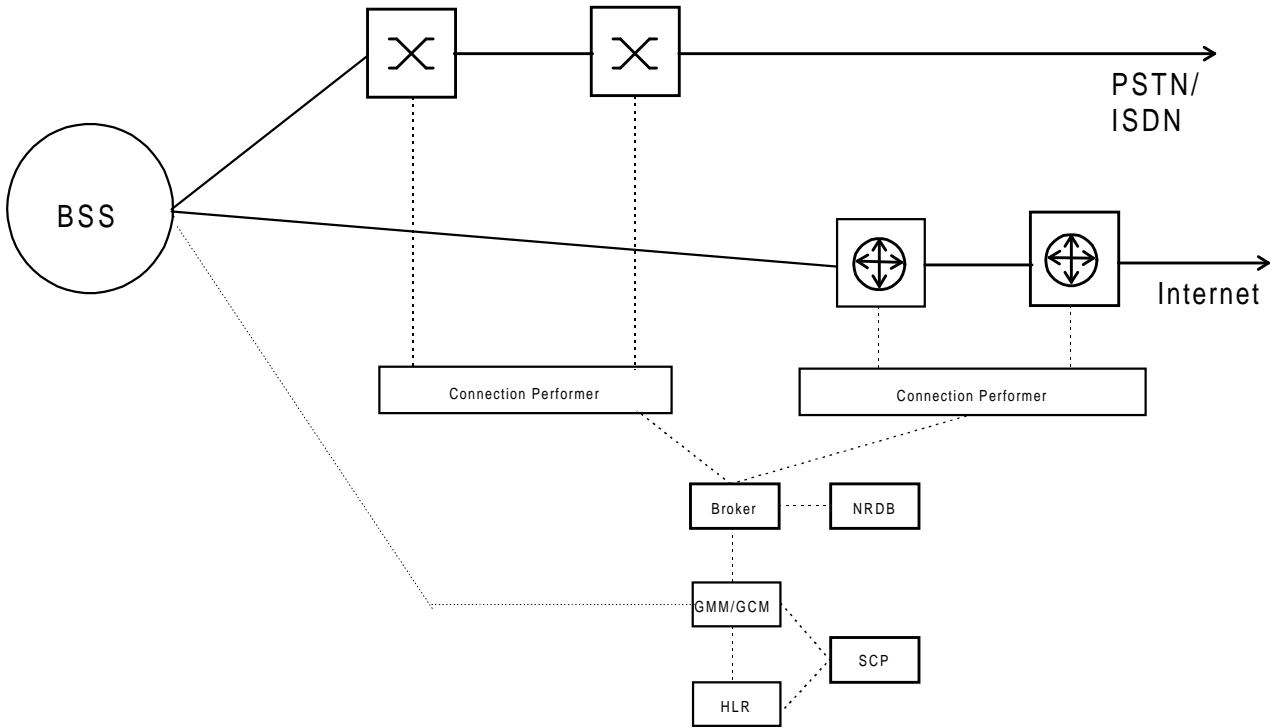 PSTN/
ISDN
BSS
Internet
Connection Performer
Connection Performer
Broker
NRDB
GMM/GCM
SCP
HLR